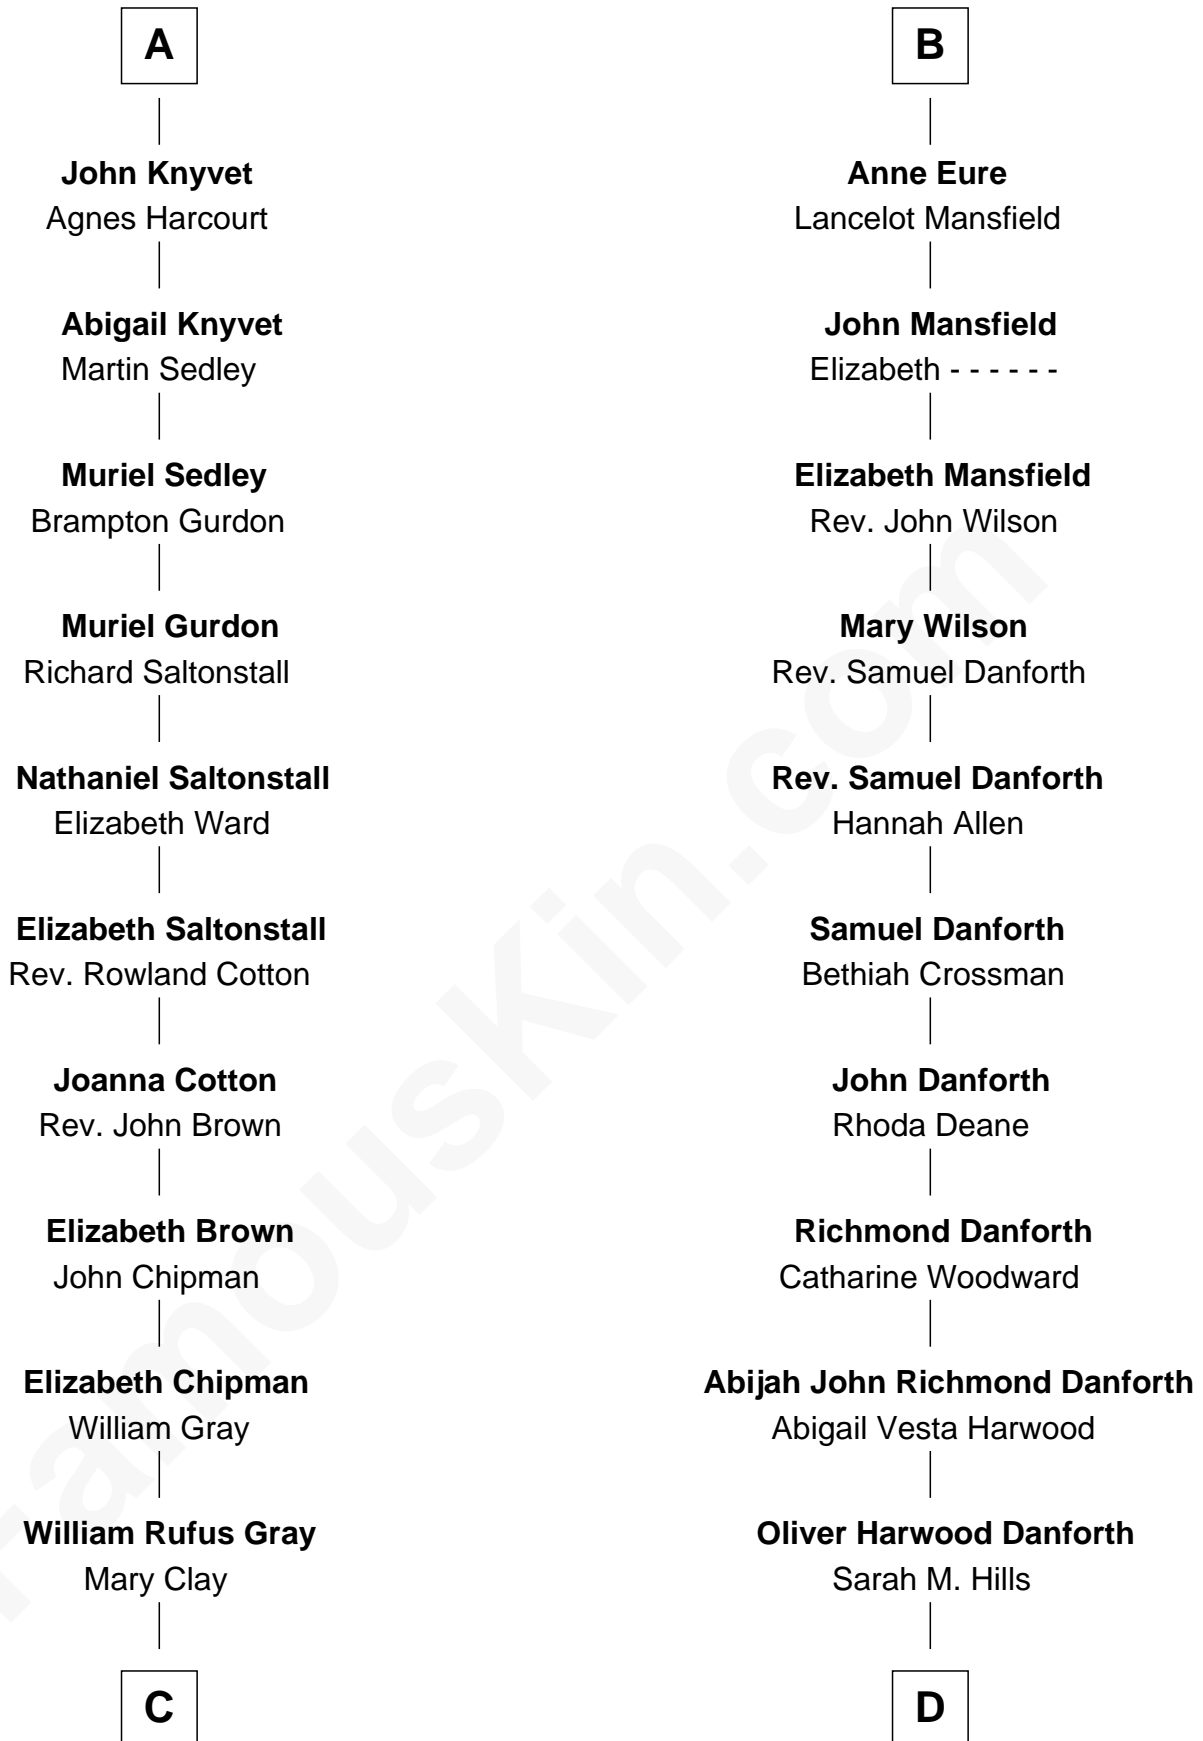 A
John Knyvet
Agnes Harcourt
Abigail Knyvet
Martin Sedley
Muriel Sedley
Brampton Gurdon
Muriel Gurdon
Richard Saltonstall
Nathaniel Saltonstall
Elizabeth Ward
Elizabeth Saltonstall
Rev. Rowland Cotton
Joanna Cotton
Rev. John Brown
Elizabeth Brown
John Chipman
Elizabeth Chipman
William Gray
William Rufus Gray
Mary Clay
C
B
Anne Eure
Lancelot Mansfield
John Mansfield
Elizabeth - - - - - -
Elizabeth Mansfield
Rev. John Wilson
Mary Wilson
Rev. Samuel Danforth
Rev. Samuel Danforth
Hannah Allen
Samuel Danforth
Bethiah Crossman
John Danforth
Rhoda Deane
Richmond Danforth
Catharine Woodward
Abijah John Richmond Danforth
Abigail Vesta Harwood
Oliver Harwood Danforth
Sarah M. Hills
D
FamousKin.com